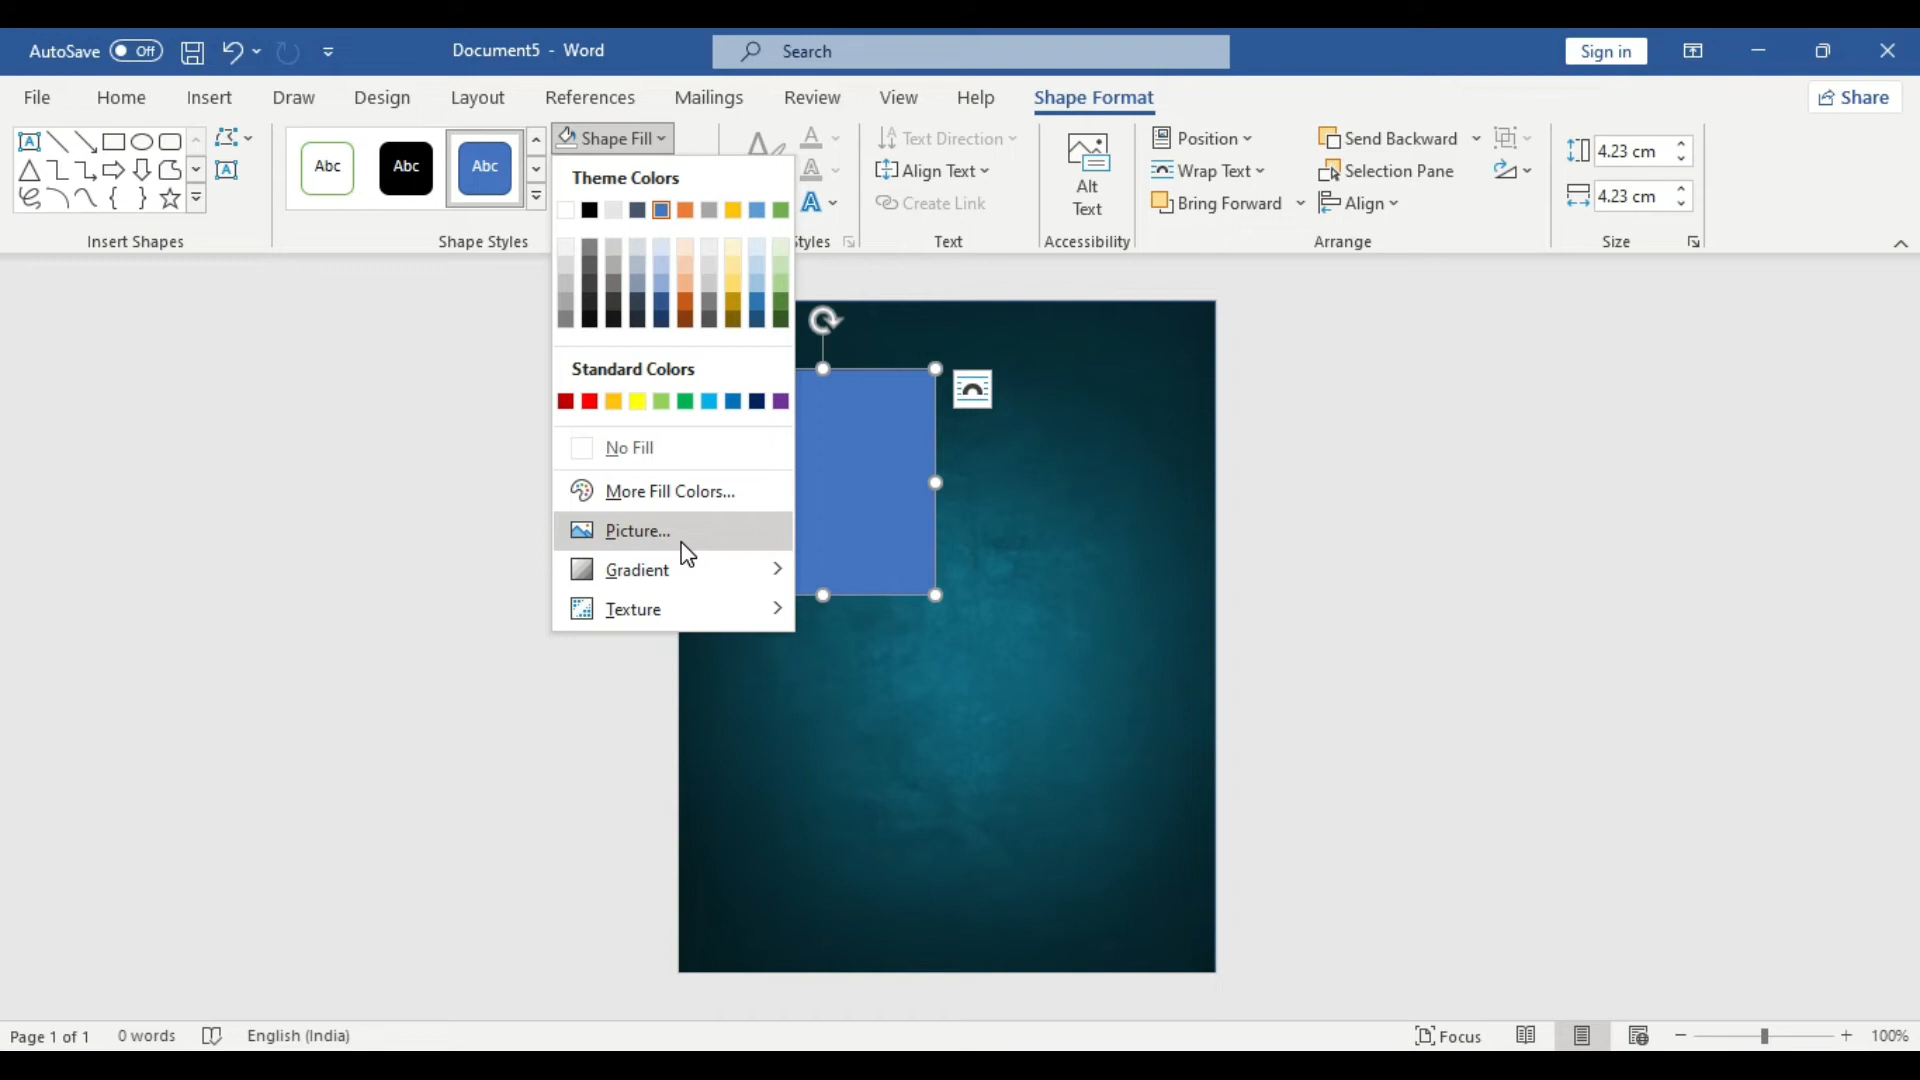 AutoSave Off Document5 - Word Search Sign in
File Home Insert Draw Design Layout References Mailings Review View Help Shape Format Share
Abc Abc Abc Shape Fill
Text Direction
Align Text
Create Link
Alt
Text
Position
Wrap Text
Bring Forward
Send Backward
Selection Pane
Align
4.23 cm
4.23 cm
Insert Shapes Shape Styles tyles Text Accessibility Arrange Size
Theme Colors
Standard Colors
No Fill
More Fill Colors...
Picture...
Gradient
Texture
Page 1 of 1 0 words English (India) Focus 100%